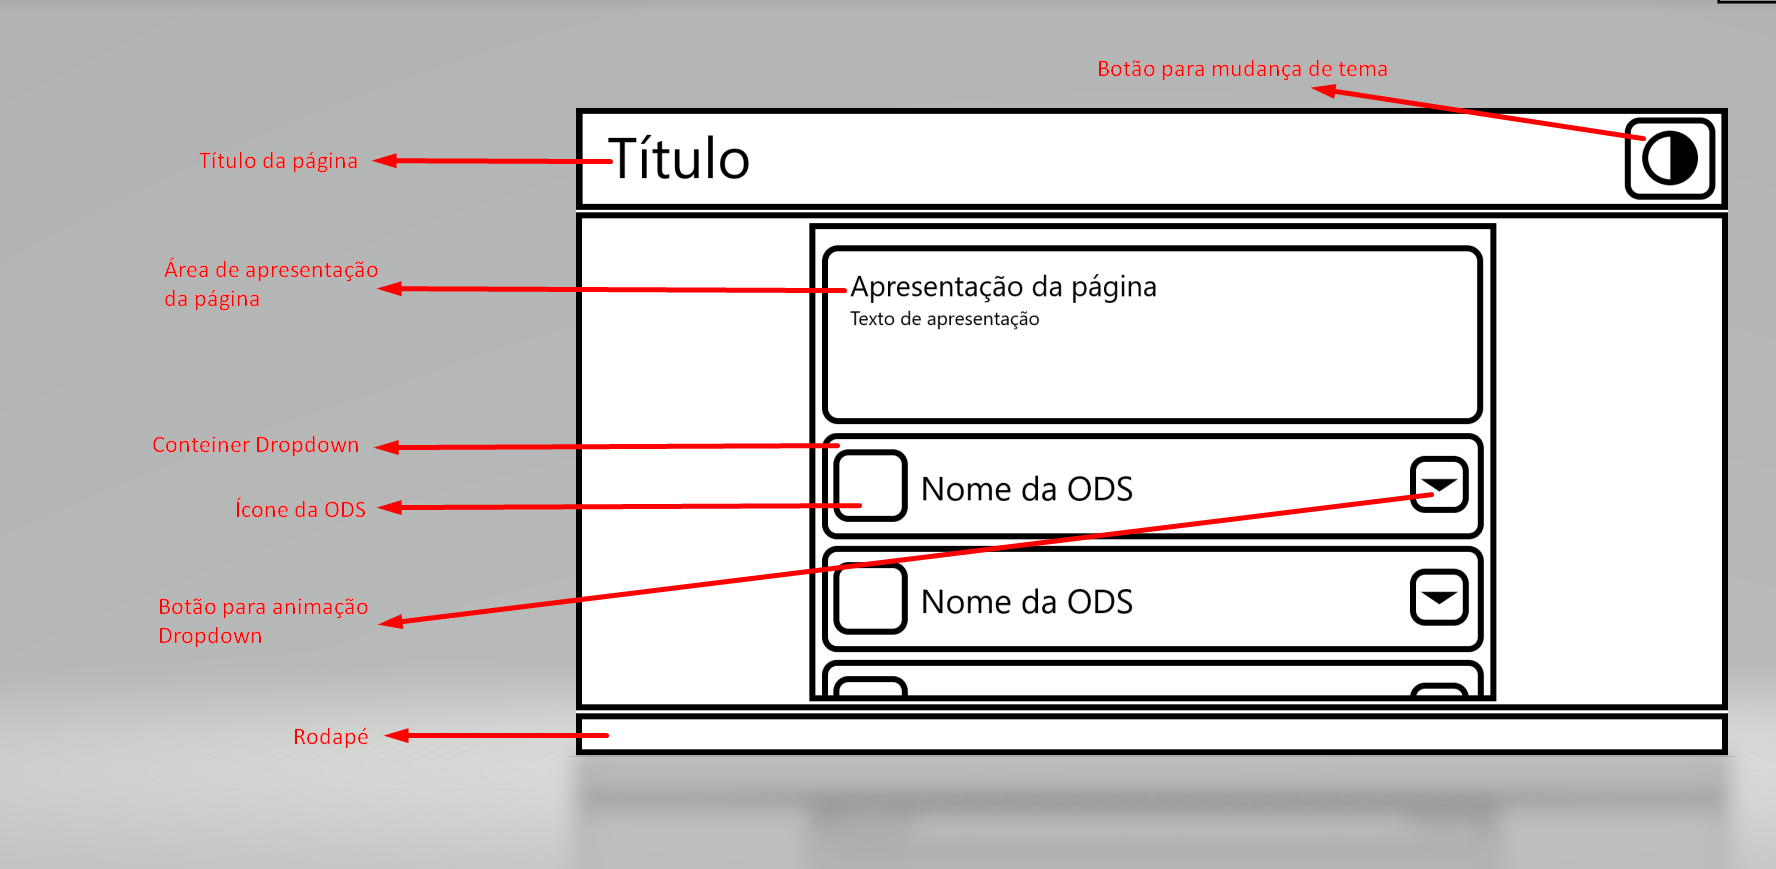 Botão para mudança de tema
Título da página
Título
Área de apresentação
da página
Apresentação da página
Texto de apresentação
Conteiner Dropdown
Ícone da ODS
Nome da ODS
Botão para animação
Dropdown
Nome da ODS
Rodapé